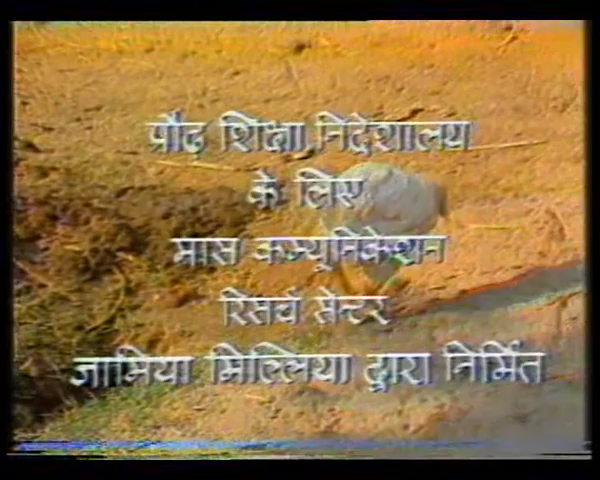 प्रौढ़ शिक्षा निदेशालय
के लिए
मास कम्यूनिकेशन
रिसर्च सेन्टर
जामिया मिल्लिया द्वारा निर्मित